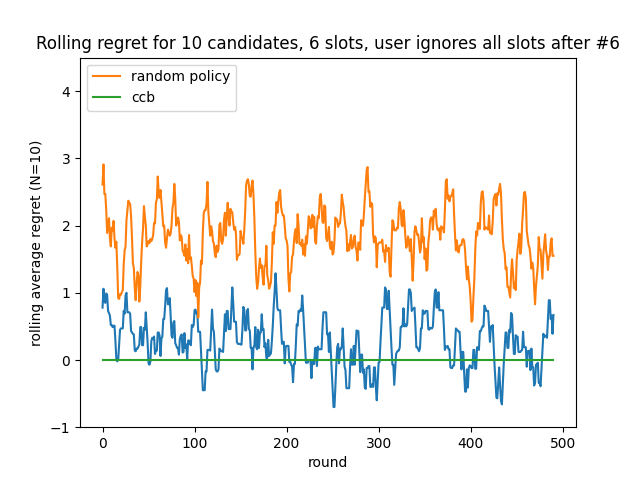 Rolling regret for 10 candidates, 6 slots, user ignores all slots after #6
random policy
ccb
rolling average regret (N=10)
4
3
2
1
0
−1
0
100
200
300
400
500
round